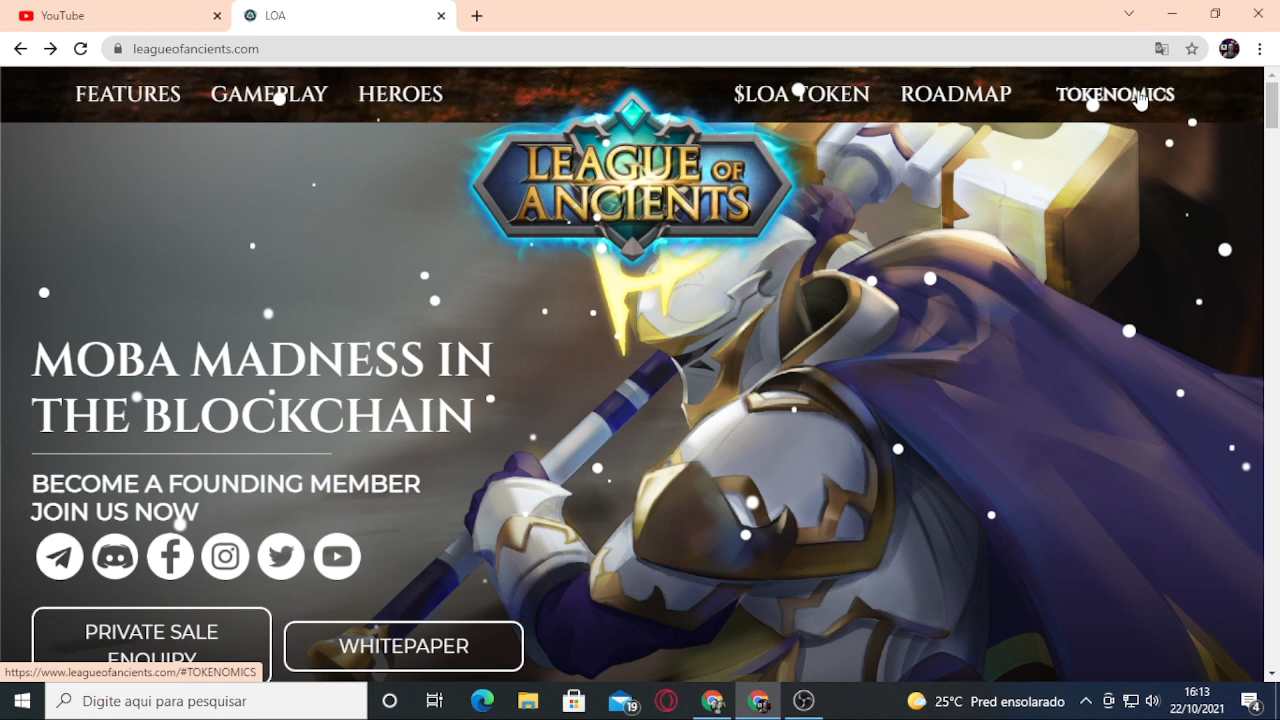 YouTube
LOA
leagueofancients.com
FEATURES GAMEPLAY HEROES $LOA TOKEN ROADMAP TOKENOMICS
LEAGUE OF
ANCIENTS
MOBA MADNESS IN
THE BLOCKCHAIN
BECOME A FOUNDING MEMBER
JOIN US NOW
PRIVATE SALE
ENQUIRY
WHITEPAPER
https://www.leagueofancients.com/#TOKENOMICS
Digite aqui para pesquisar
19
25°C Pred ensolarado
16:13
22/10/2021
4